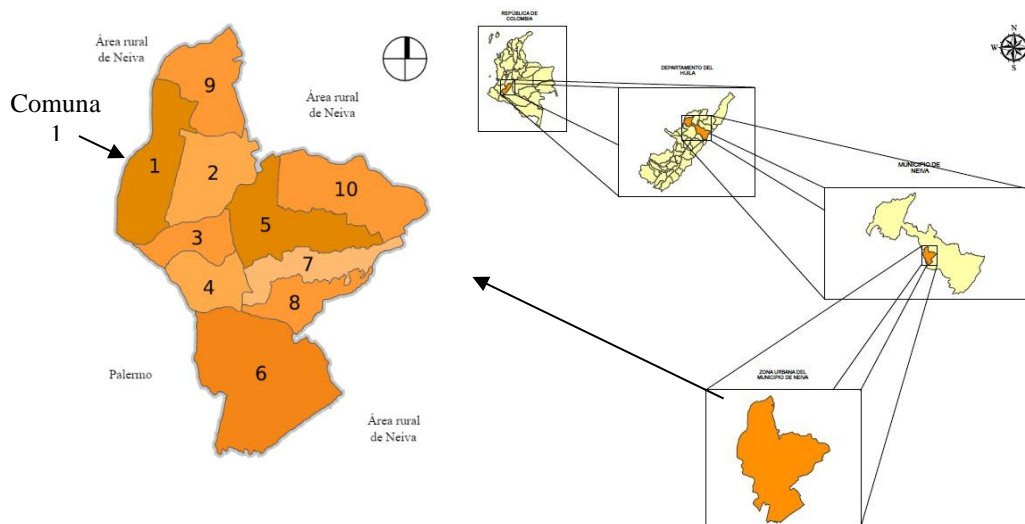 Área rural
de Neiva
Comuna
1
Área rural
de Neiva
9
1
2
10
5
3
7
4
8
Palermo
6
Área rural
de Neiva
REPÚBLICA DE
COLOMBIA
N
W
E
S
DEPARTAMENTO DEL
HUILA
MUNICIPIO DE
NEIVA
ZONA URBANA DEL
MUNICIPIO DE NEIVA